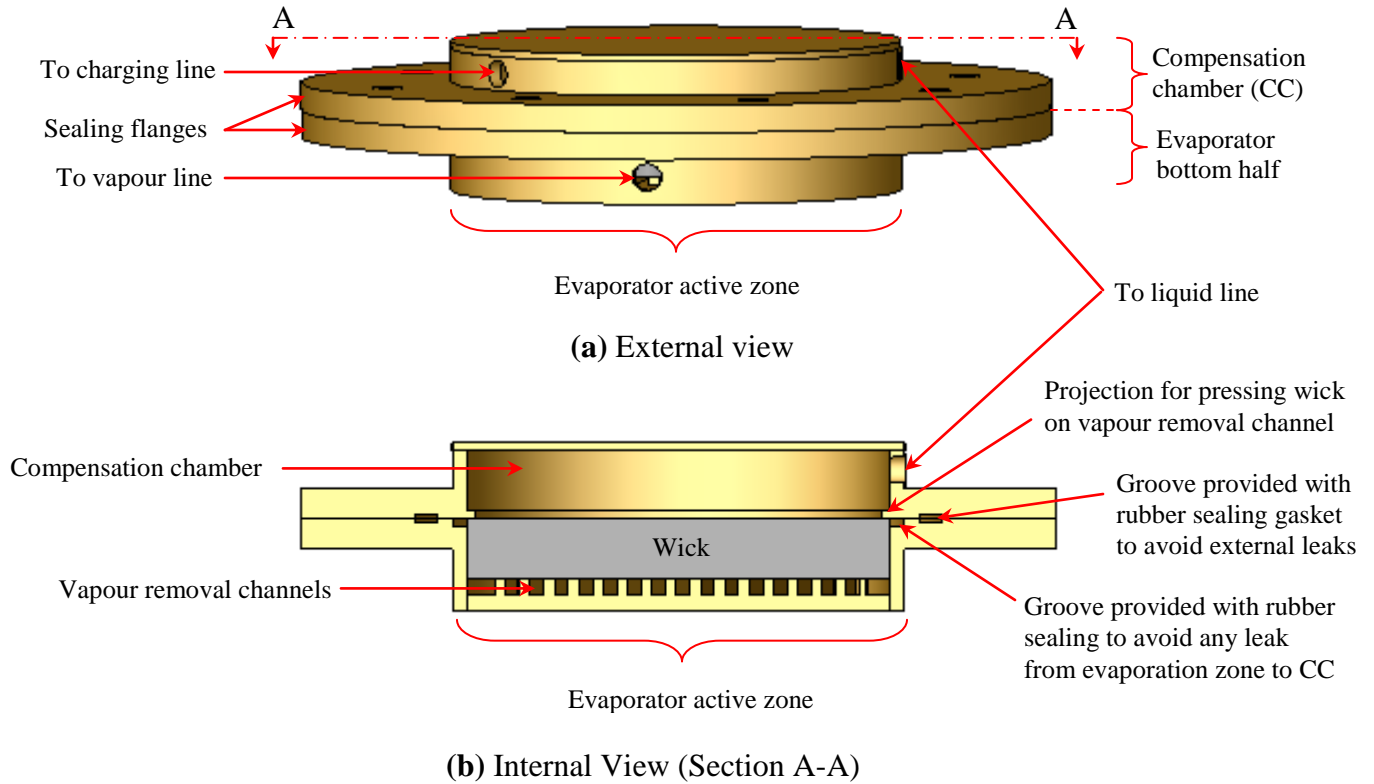 A
A
To charging line
Sealing flanges
To vapour line
Compensation
chamber (CC)
Evaporator
bottom half
Evaporator active zone
To liquid line
(a) External view
Projection for pressing wick
on vapour removal channel
Compensation chamber
Groove provided with
rubber sealing gasket
to avoid external leaks
Wick
Vapour removal channels
Groove provided with rubber
sealing to avoid any leak
from evaporation zone to CC
Evaporator active zone
(b) Internal View (Section A-A)